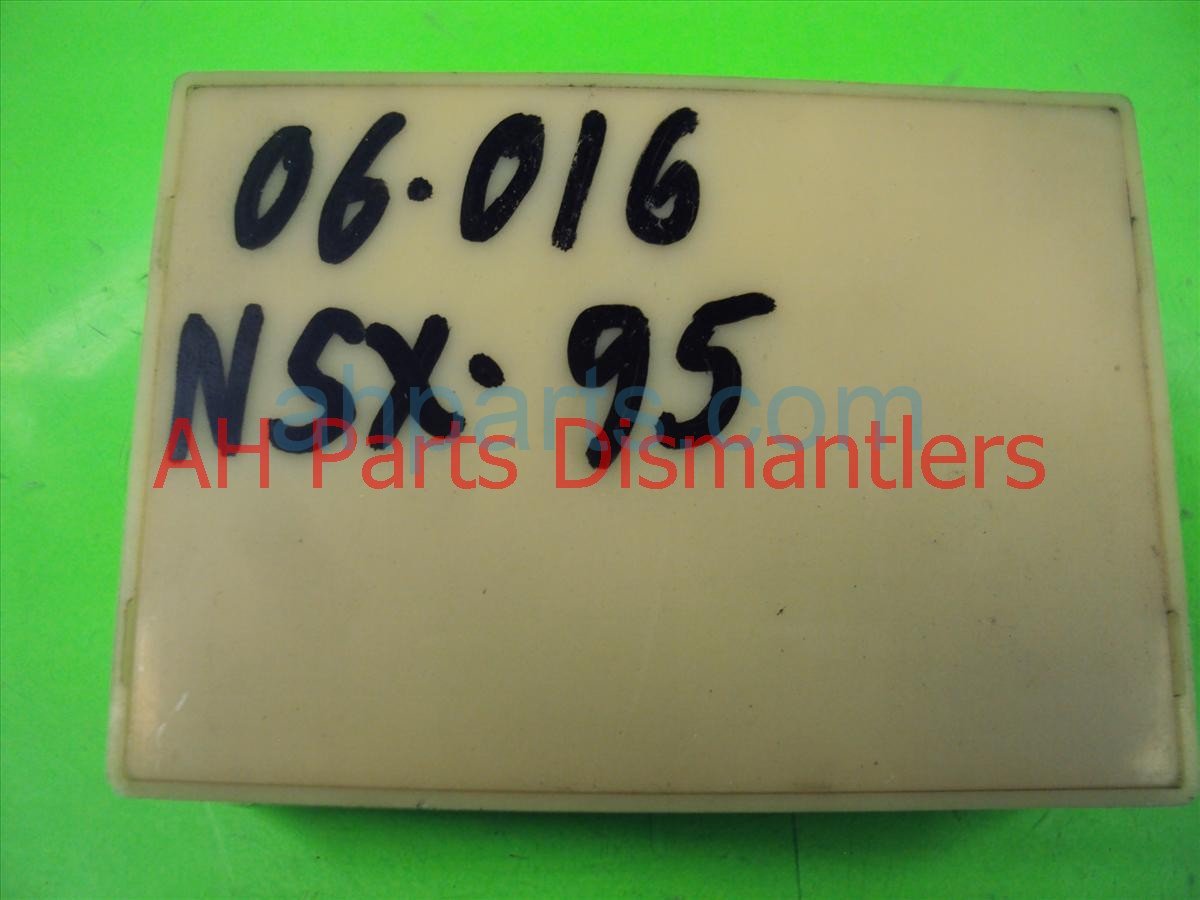 06.016
NSX. 95
ahparts.com
AH Parts Dismantlers